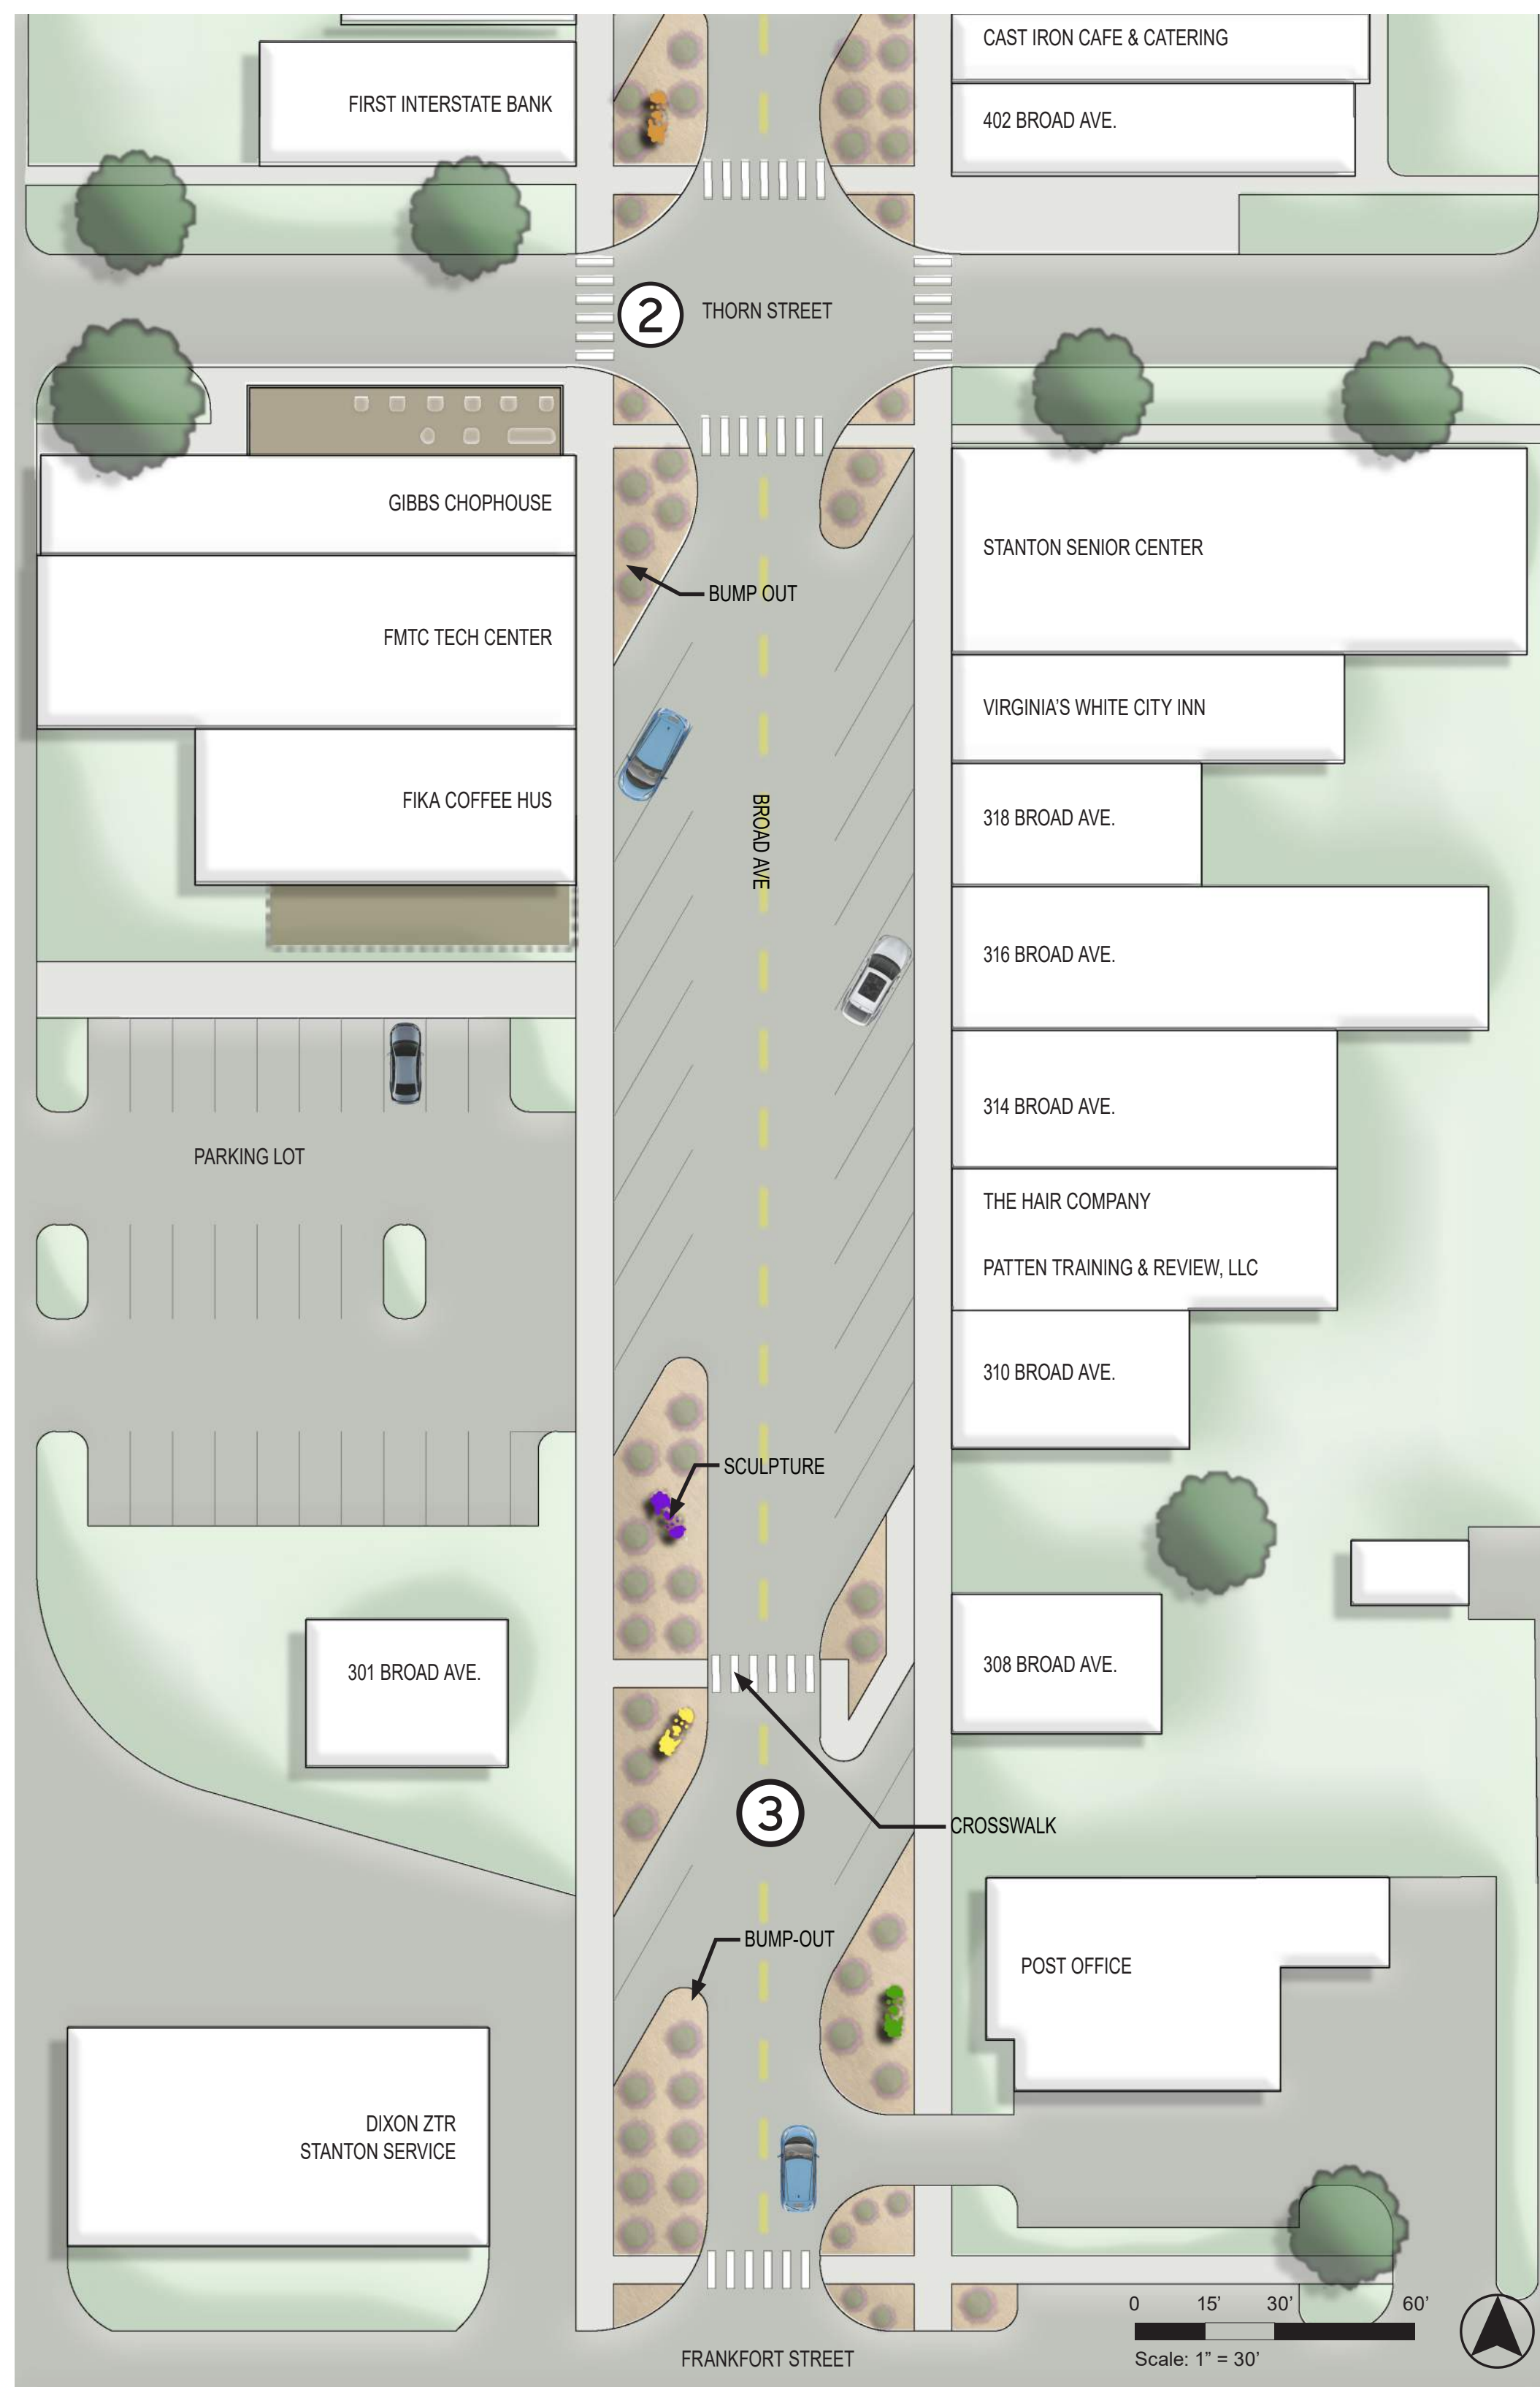 CAST IRON CAFE & CATERING
FIRST INTERSTATE BANK
402 BROAD AVE.
2
THORN STREET
GIBBS CHOPHOUSE
STANTON SENIOR CENTER
BUMP OUT
FMTC TECH CENTER
VIRGINIA'S WHITE CITY INN
FIKA COFFEE HUS
BROAD AVE
318 BROAD AVE.
316 BROAD AVE.
314 BROAD AVE.
PARKING LOT
THE HAIR COMPANY
PATTEN TRAINING & REVIEW, LLC
310 BROAD AVE.
SCULPTURE
301 BROAD AVE.
308 BROAD AVE.
3
CROSSWALK
BUMP-OUT
POST OFFICE
DIXON ZTR
STANTON SERVICE
0 15' 30' 60'
Scale: 1" = 30'
FRANKFORT STREET